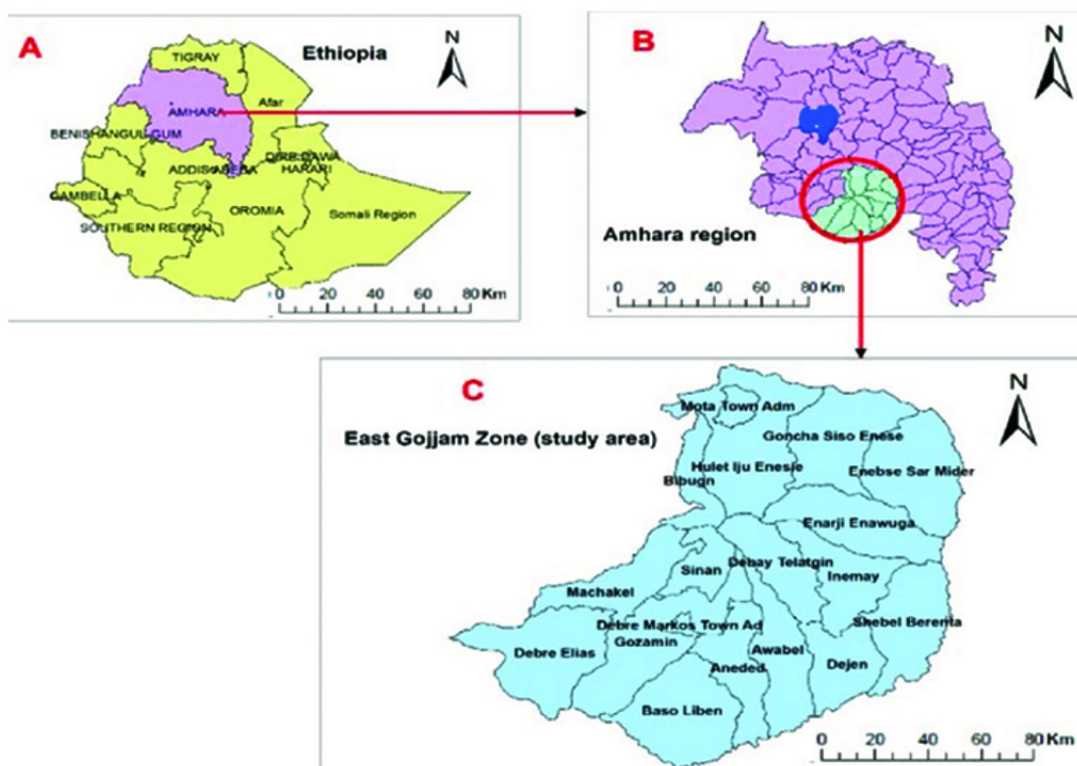 A
Ethiopia
N
TIGRAY
Afar
AMHARA
BENISHANGUL-GUM
DIRE DAWA
ADDIS ABEBA
HARARI
GAMBELLA
OROMIA
Somali Region
SOUTHERN REGION
0 20 40 60 80 Km
B
N
Amhara region
0 20 40 60 80 Km
C
N
East Gojjam Zone (study area)
Mota Town Adm
Goncha Siso Enese
Hulet Iju Enesie
Enebse Sar Mider
Bibugn
Enarji Enawuga
Debay Telatgin
Sinan
Inemay
Machakel
Shebel Berenta
Debre Markos Town Ad
Debre Elias
Gozamin
Awabel
Aneded
Dejen
Baso Liben
0 20 40 60 80 Km